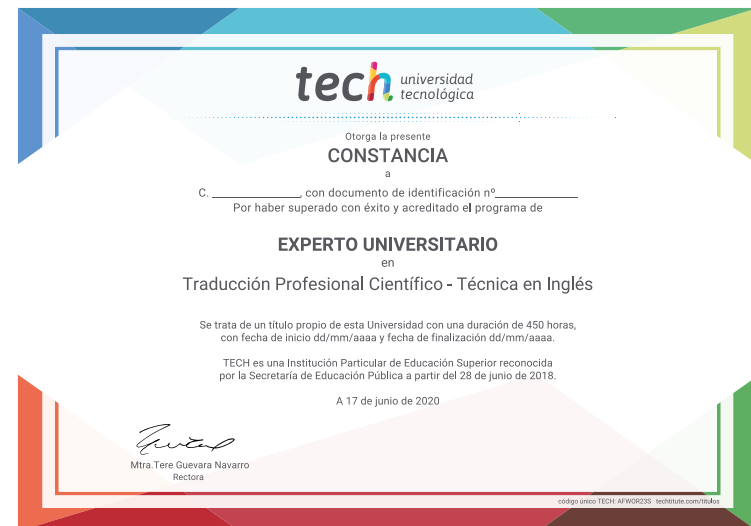 tech universidad
tecnológica
Otorga la presente
CONSTANCIA
a
C. ______________, con documento de identificación nº______________
Por haber superado con éxito y acreditado el programa de
EXPERTO UNIVERSITARIO
en
Traducción Profesional Científico - Técnica en Inglés
Se trata de un título propio de esta Universidad con una duración de 450 horas,
con fecha de inicio dd/mm/aaaa y fecha de finalización dd/mm/aaaa.
TECH es una Institución Particular de Educación Superior reconocida
por la Secretaría de Educación Pública a partir del 28 de junio de 2018.
A 17 de junio de 2020
Mtra.Tere Guevara Navarro
Rectora
código único TECH: AFWOR23S techtitute.com/titulos